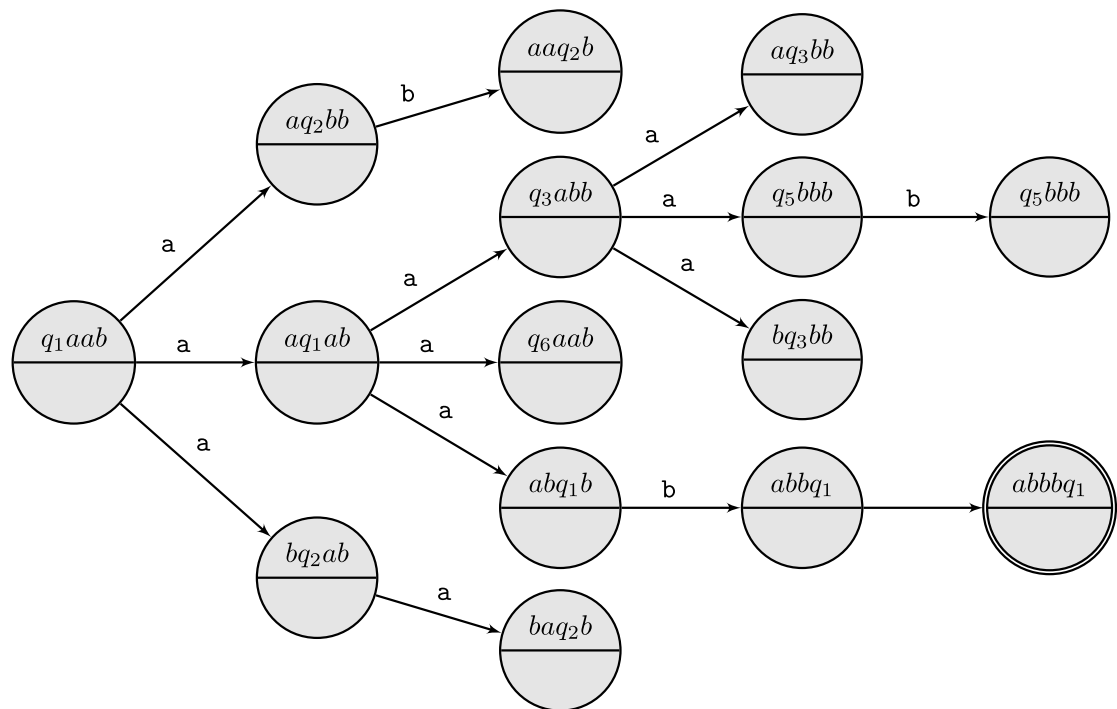 aaq₂b
aq₃bb
b
aq₂bb
a
q₃abb
a
q₅bbb
b
q₅bbb
a
a
a
q₁aab
a
aq₁ab
a
q₆aab
bq₃bb
a
a
abq₁b
b
abbq₁
abbbq₁
bq₂ab
a
baq₂b